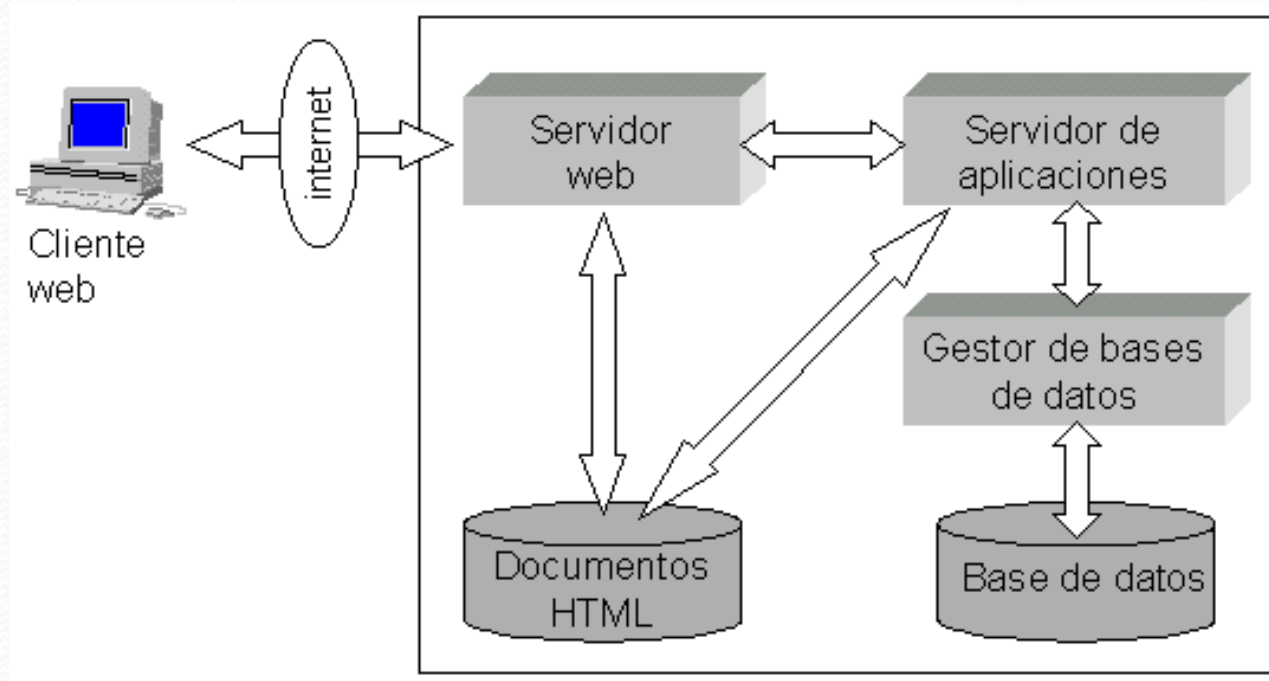 Cliente
web
internet
Servidor
web
Servidor de
aplicaciones
Gestor de bases
de datos
Documentos
HTML
Base de datos